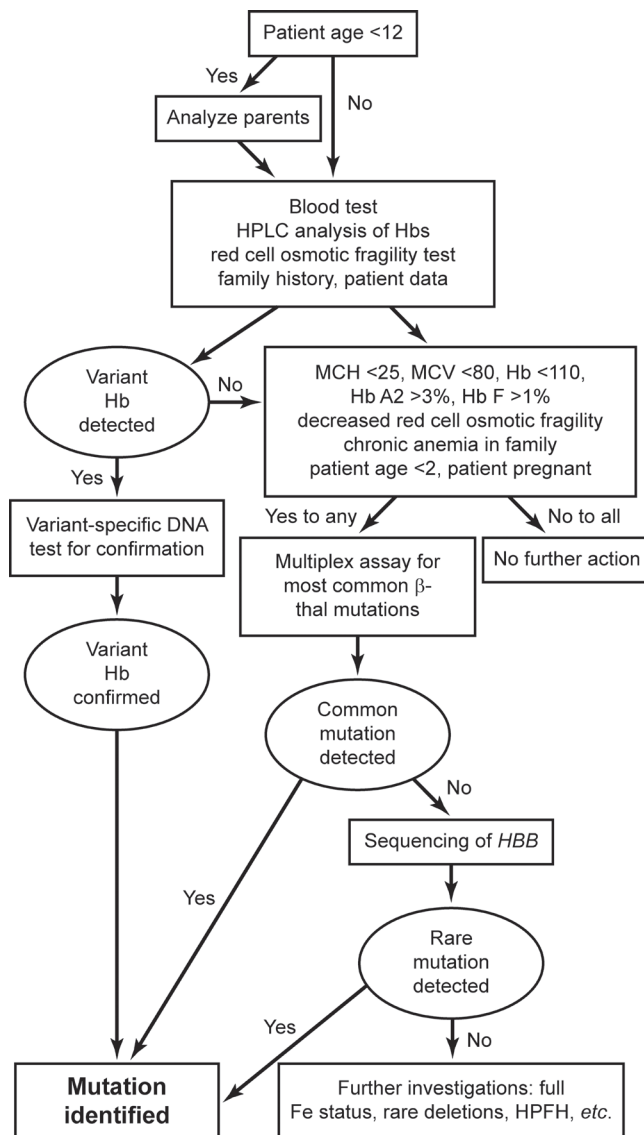 Patient age <12
Yes
No
Analyze parents
Blood test
HPLC analysis of Hbs
red cell osmotic fragility test
family history, patient data
Variant
Hb
detected
No
MCH <25, MCV <80, Hb <110,
Hb A2 >3%, Hb F >1%
decreased red cell osmotic fragility
chronic anemia in family
patient age <2, patient pregnant
Yes
Yes to any
No to all
Variant-specific DNA
test for confirmation
Multiplex assay for
most common β-
thal mutations
No further action
Variant
Hb
confirmed
Common
mutation
detected
No
Sequencing of HBB
Yes
Rare
mutation
detected
Yes
No
Mutation
identified
Further investigations: full
Fe status, rare deletions, HPFH, etc.